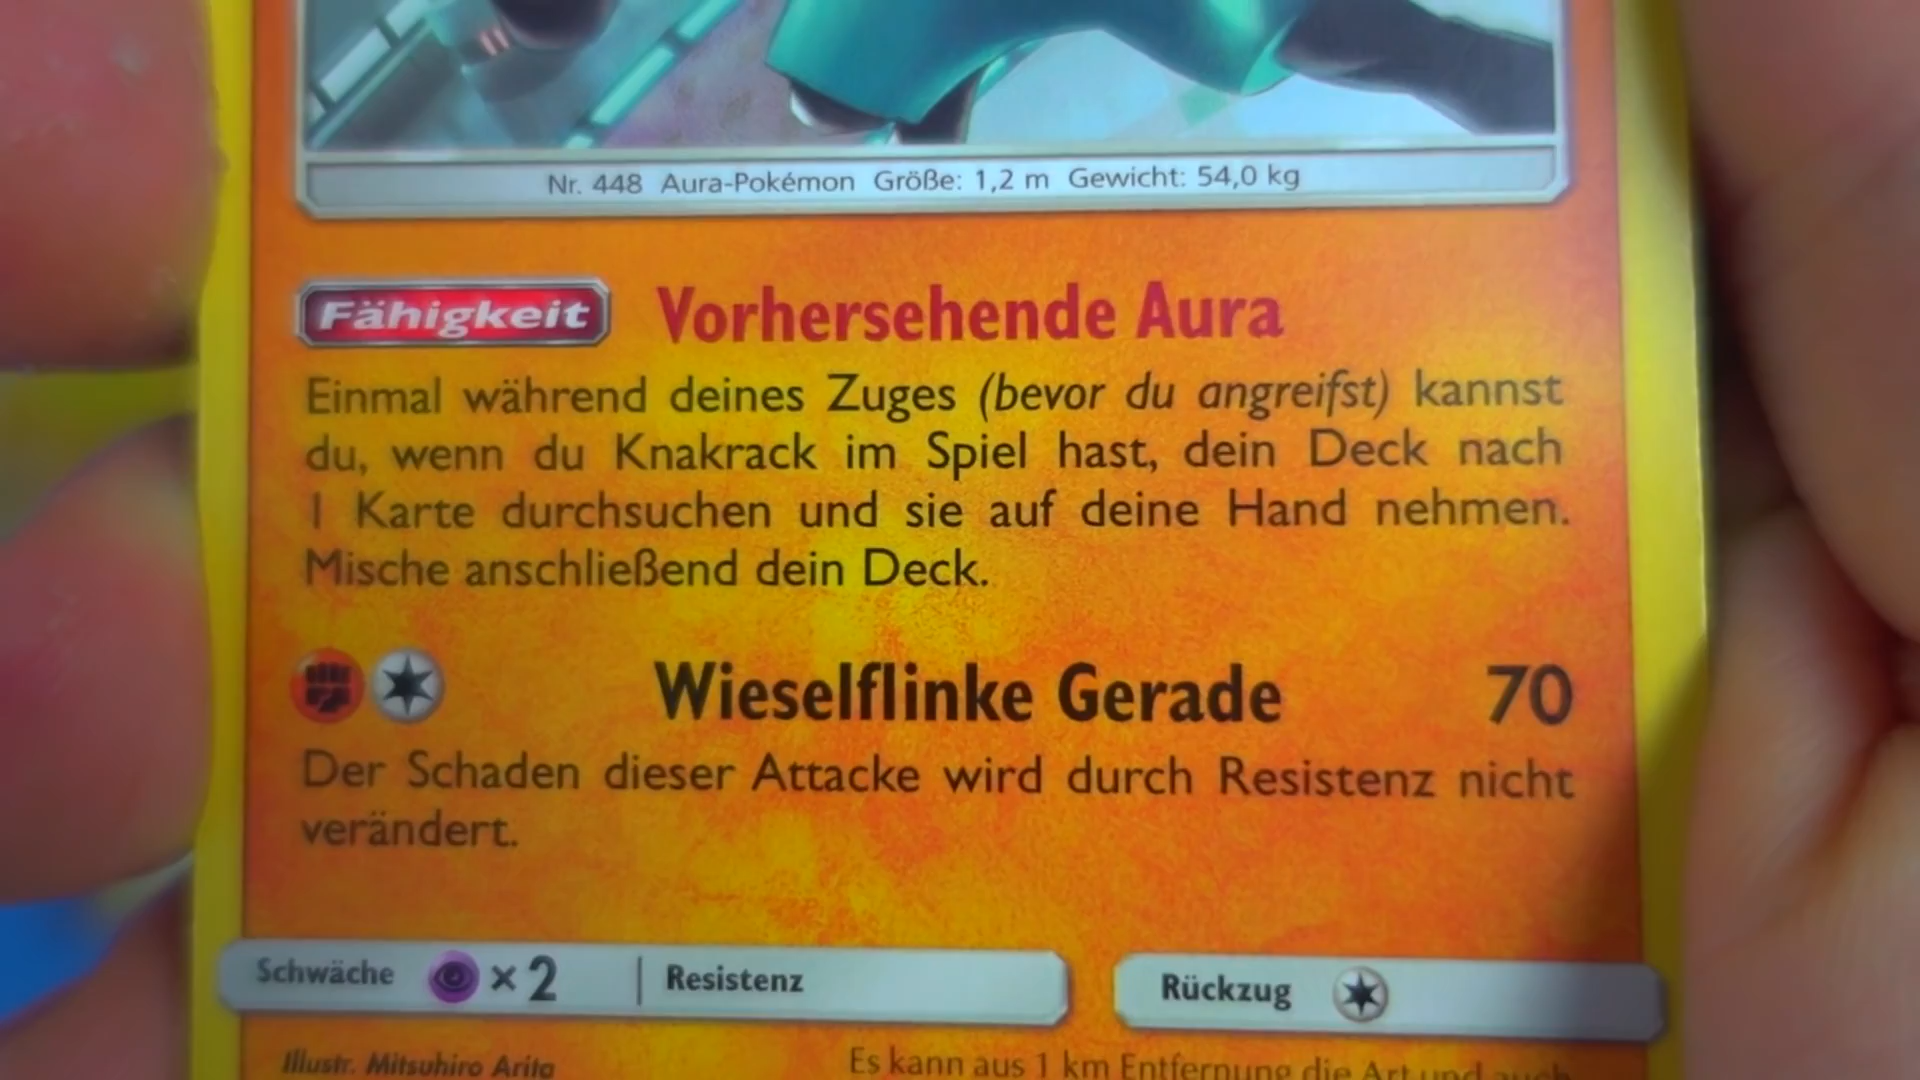 Nr. 448 Aura-Pokémon Größe: 1,2 m Gewicht: 54,0 kg
Fähigkeit Vorhersehende Aura
Einmal während deines Zuges (bevor du angreifst) kannst
du, wenn du Knakrack im Spiel hast, dein Deck nach
1 Karte durchsuchen und sie auf deine Hand nehmen.
Mische anschließend dein Deck.
Wieselflinke Gerade 70
Der Schaden dieser Attacke wird durch Resistenz nicht
verändert.
Schwäche × 2 Resistenz Rückzug
Illustr. Mitsuhiro Arita
Es kann aus 1 km Entfernung die Art und auch